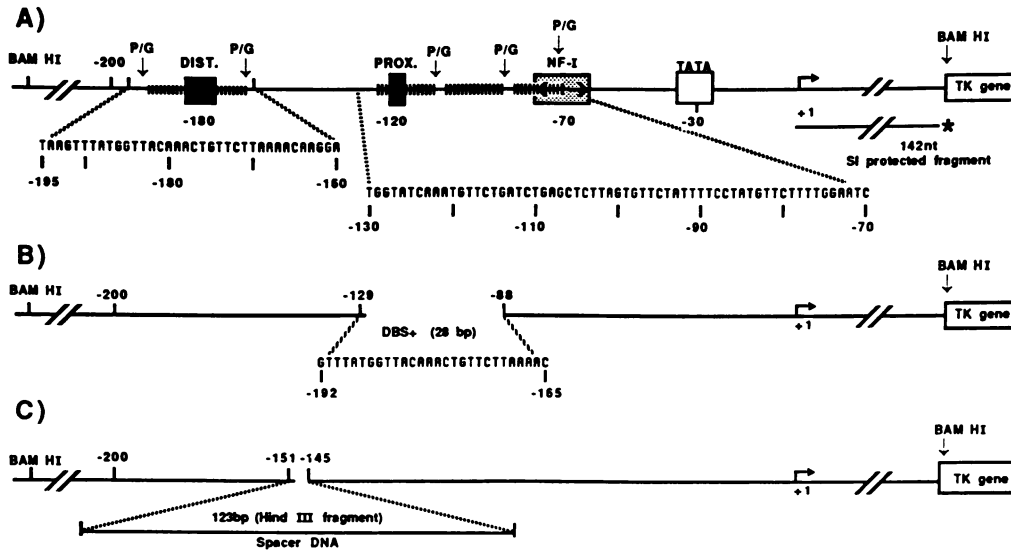 A)
P/G P/G P/G P/G P/G
BAM HI -200 DIST. PROX. NF-I TATA BAM HI
TK gene
-180 -120 -70 -30 +1
*
142nt
SI protected fragment
TAAGTTTATGGTTACAAACTGTTCTTAAAACAAGGA
-195 -180 -160
TGGTATCAAATGTTCTGATCTGAGCTCTTAGTGTTCTATTTTCCTATGTTCTTTTGGAATC
-130 -110 -90 -70
B)
BAM HI -200 -129 -88 BAM HI
+1 TK gene
DBS+ (28 bp)
GTTTATGGTTACAAACTGTTCTTAAAAC
-192 -165
C)
BAM HI -200 -151 -145 BAM HI
+1 TK gene
123bp (Hind III fragment)
Spacer DNA